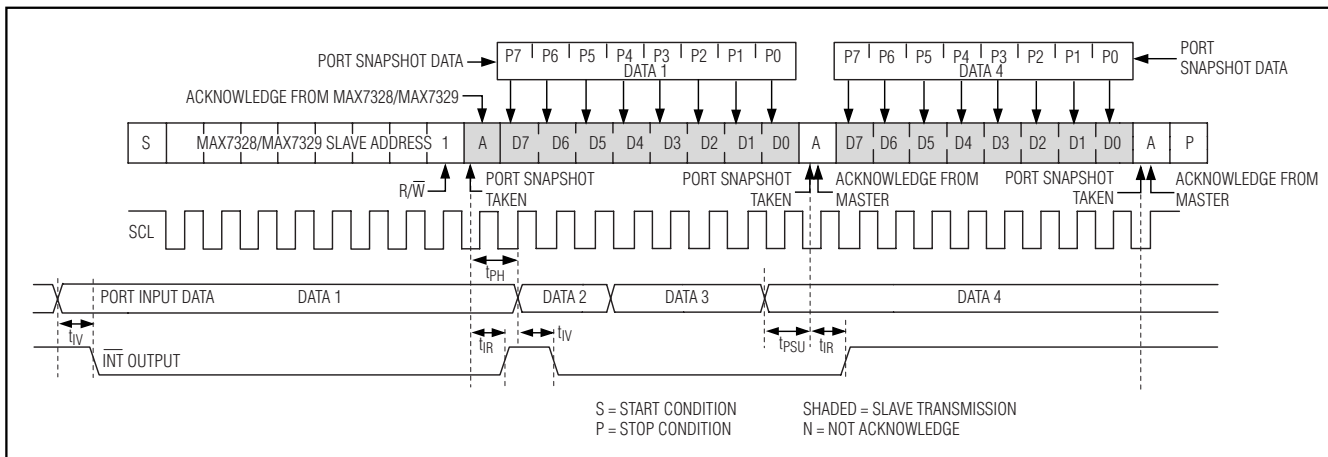 P7 P6 P5 P4 P3 P2 P1 P0
DATA 1
PORT SNAPSHOT DATA
P7 P6 P5 P4 P3 P2 P1 P0
DATA 4
PORT
SNAPSHOT DATA
ACKNOWLEDGE FROM MAX7328/MAX7329
S MAX7328/MAX7329 SLAVE ADDRESS 1 A D7 D6 D5 D4 D3 D2 D1 D0 A D7 D6 D5 D4 D3 D2 D1 D0 A P
R/W̅
PORT SNAPSHOT
TAKEN
PORT SNAPSHOT
TAKEN
ACKNOWLEDGE FROM
MASTER
PORT SNAPSHOT
TAKEN
ACKNOWLEDGE FROM
MASTER
SCL
tPH
PORT INPUT DATA DATA 1 DATA 2 DATA 3 DATA 4
tIV tIR tIV tPSU tIR
I̅N̅T̅ OUTPUT
S = START CONDITION SHADED = SLAVE TRANSMISSION
P = STOP CONDITION N = NOT ACKNOWLEDGE